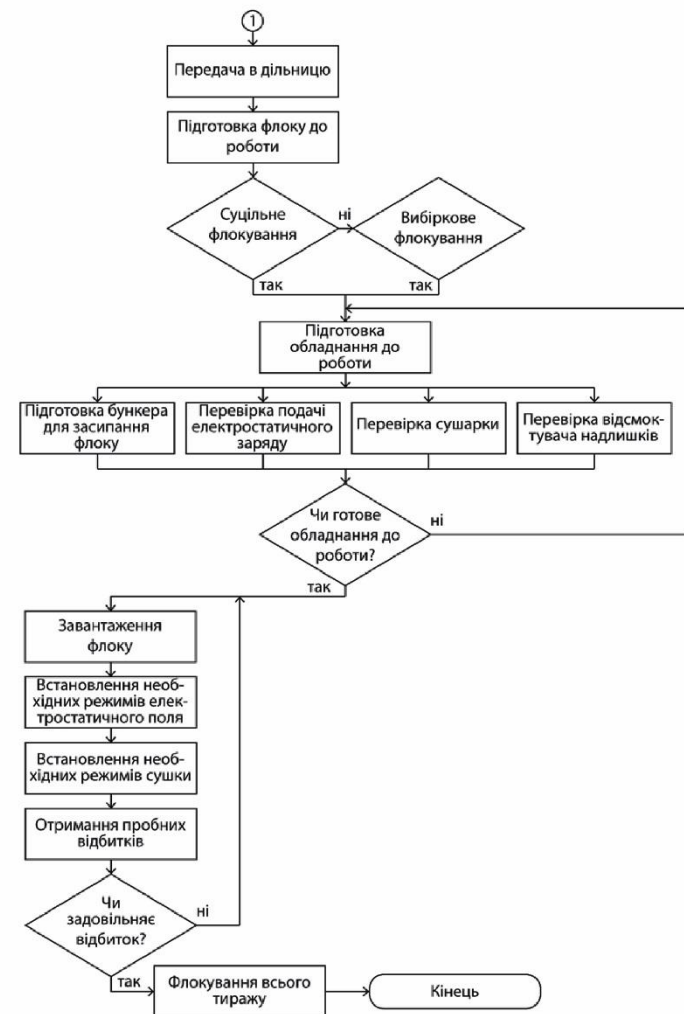 1
Передача в дільницю
Підготовка флоку до
роботи
Суцільне
флокування
ні
Вибіркове
флокування
так
так
Підготовка
обладнання до
роботи
Підготовка бункера
для засипання
флоку
Перевірка подачі
електростатичного
заряду
Перевірка сушарки
Перевірка відсмок-
тувача надлишків
Чи готове
обладнання до
роботи?
ні
так
Завантаження
флоку
Встановлення необ-
хідних режимів елек-
тростатичного поля
Встановлення необ-
хідних режимів сушки
Отримання пробних
відбитків
Чи
задовільняє
відбиток?
ні
так
Флокування всього
тиражу
Кінець